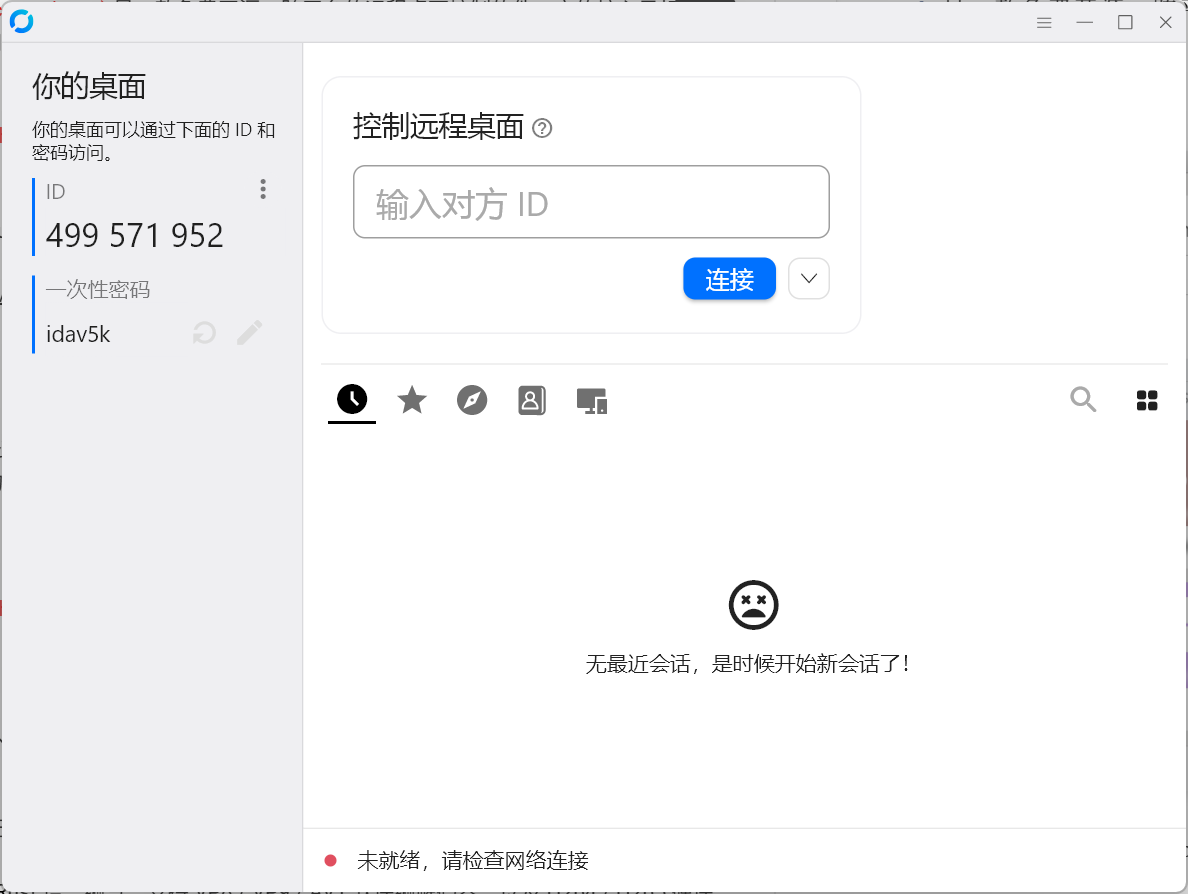 你的桌面
你的桌面可以通过下面的 ID 和
密码访问。
ID
499 571 952
一次性密码
idav5k
控制远程桌面
输入对方 ID
连接
无最近会话，是时候开始新会话了！
未就绪，请检查网络连接